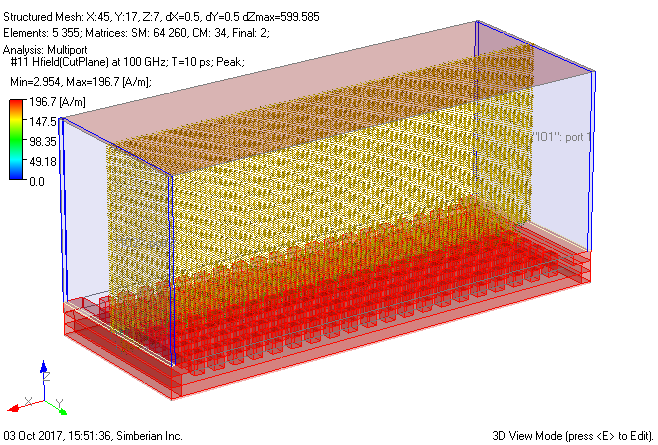 Structured Mesh: X:45, Y:17, Z:7, dX=0.5, dY=0.5 dZmax=599.585
Elements: 5 355; Matrices: SM: 64 260, CM: 34, Final: 2;
Analysis: Multiport
#11 Hfield(CutPlane) at 100 GHz; T=10 ps; Peak;
Min=2.954, Max=196.7 [A/m];
196.7 [A/m]
147.5
98.35
49.18
0.0
"IO1": port 1
Z
X
Y
03 Oct 2017, 15:51:36, Simberian Inc.
3D View Mode (press <E> to Edit).